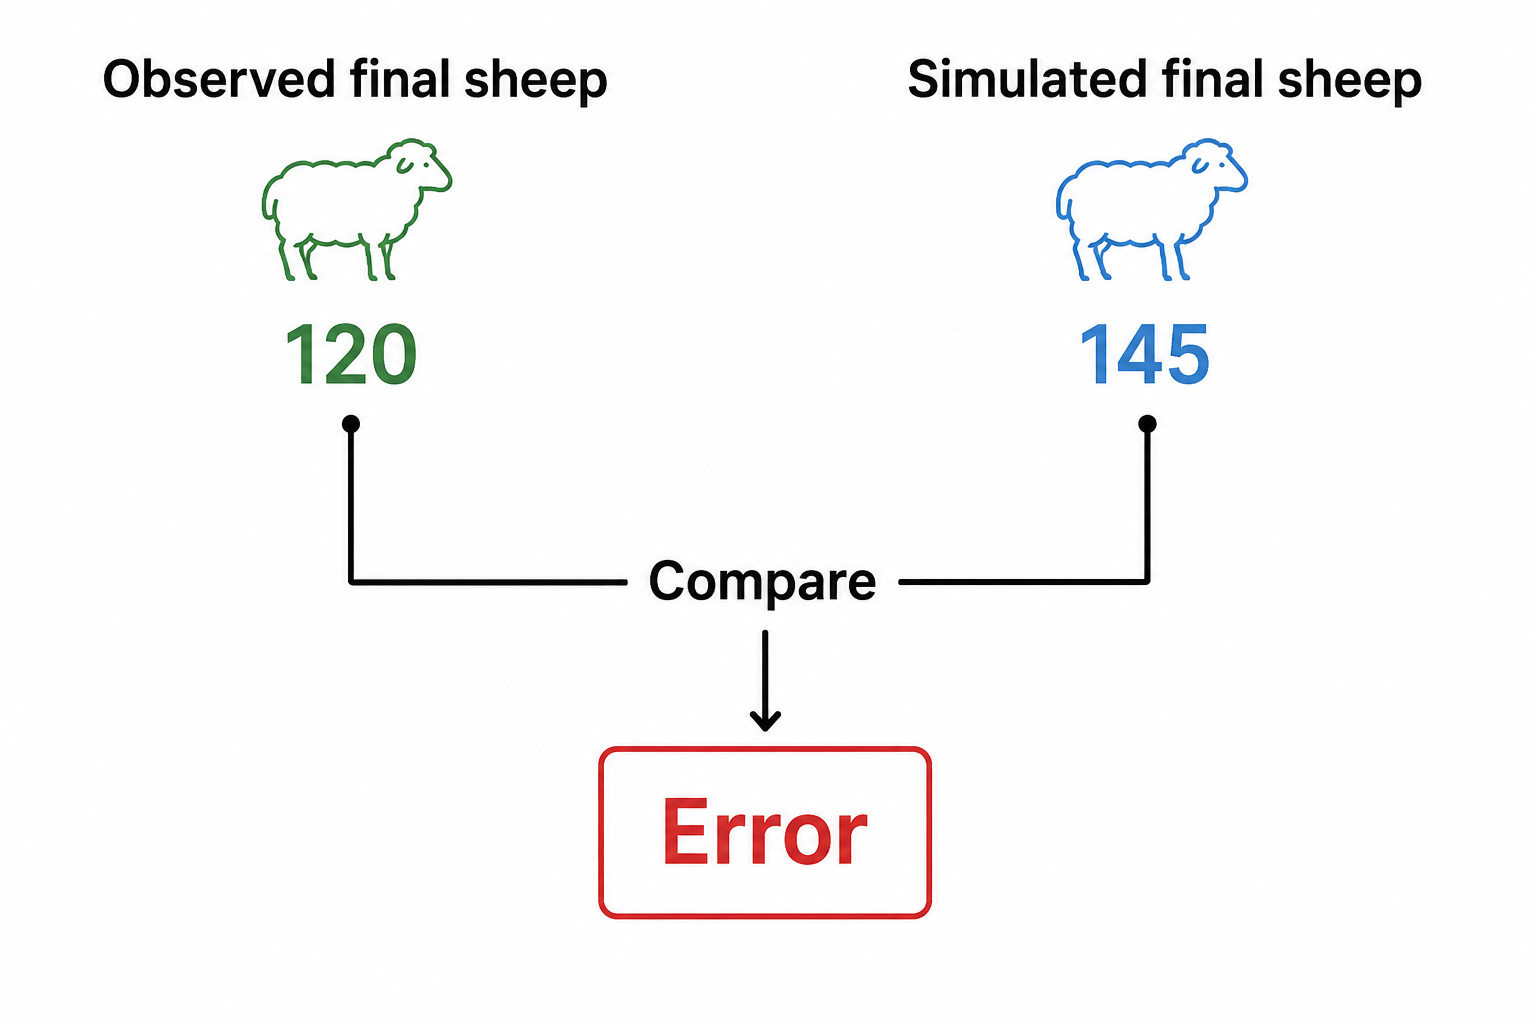 Observed final sheep
Simulated final sheep
120
145
Compare
Error